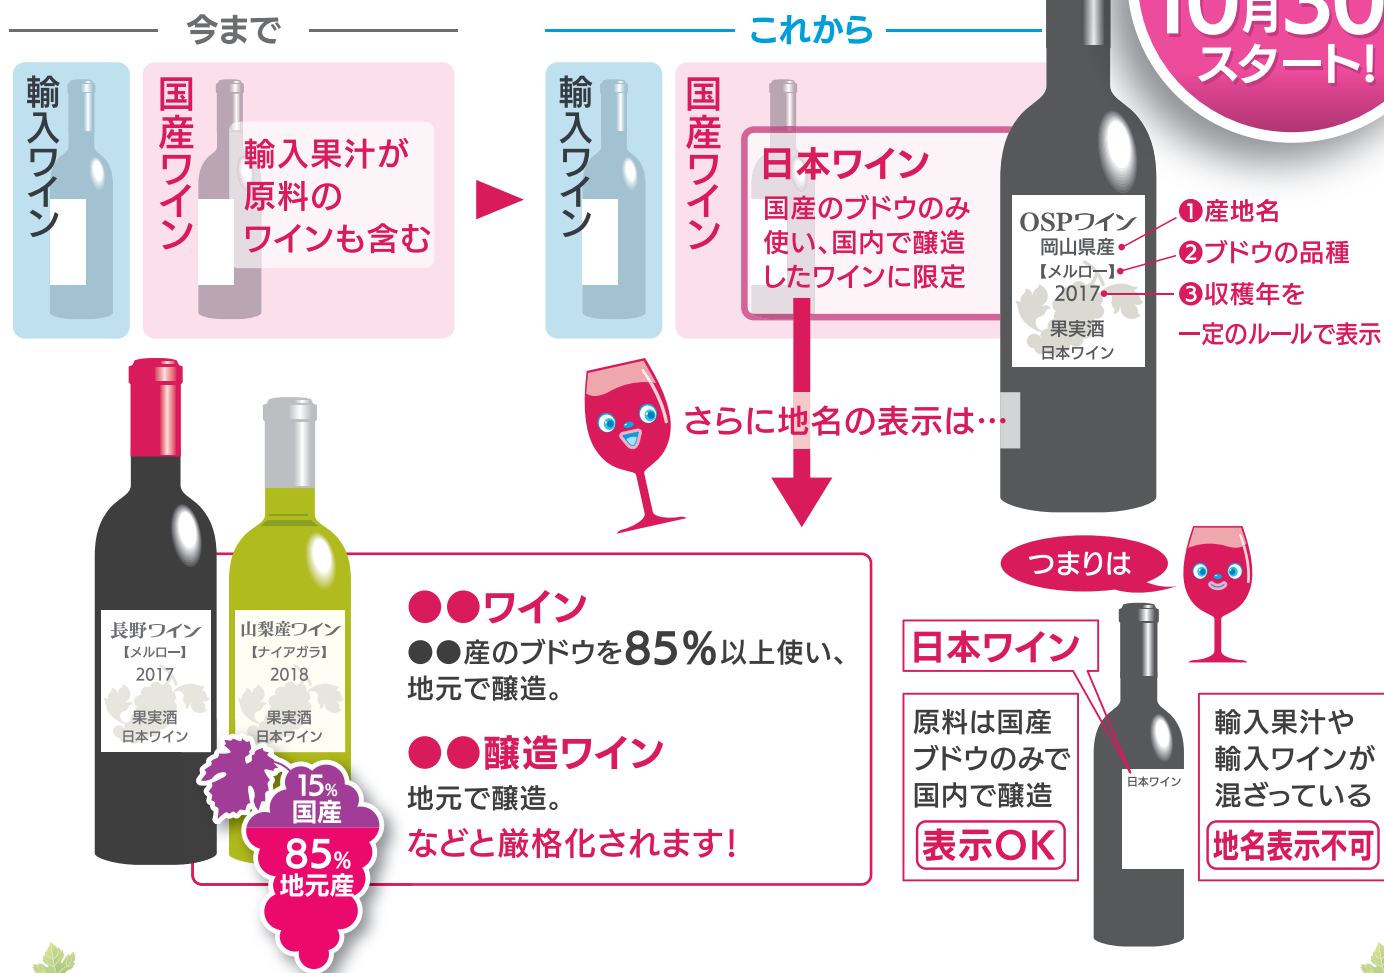 今まで
輸入ワイン
国産ワイン
輸入果汁が
原料の
ワインも含む
これから
輸入ワイン
国産ワイン
日本ワイン
国産のブドウのみ
使い、国内で醸造
したワインに限定
10月30
スタート!
OSPワイン
岡山県産
【メルロー】
2017
果実酒
日本ワイン
❶産地名
❷ブドウの品種
❸収穫年を
一定のルールで表示
さらに地名の表示は…
長野ワイン
【メルロー】
2017
果実酒
日本ワイン
山梨産ワイン
【ナイアガラ】
2018
果実酒
日本ワイン
15%
国産
85%
地元産
●●ワイン
●●産のブドウを85%以上使い、
地元で醸造。
●●醸造ワイン
地元で醸造。
などと厳格化されます!
つまりは
日本ワイン
原料は国産
ブドウのみで
国内で醸造
表示OK
日本ワイン
輸入果汁や
輸入ワインが
混ざっている
地名表示不可